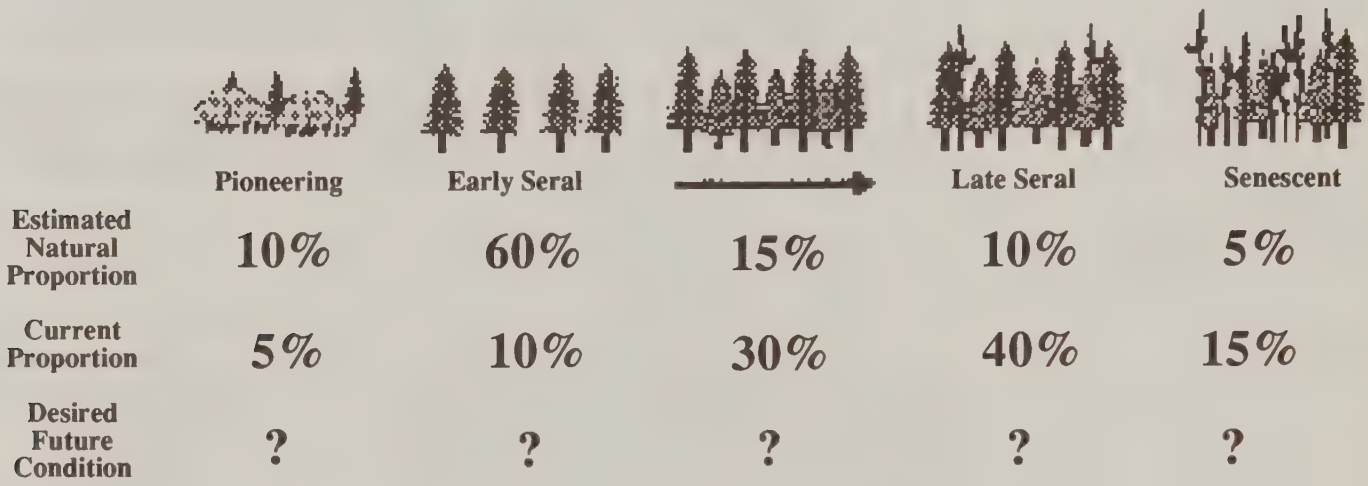 Pioneering Early Seral Late Seral Senescent
Estimated
Natural
Proportion
10% 60% 15% 10% 5%
Current
Proportion
5% 10% 30% 40% 15%
Desired
Future
Condition
? ? ? ? ?